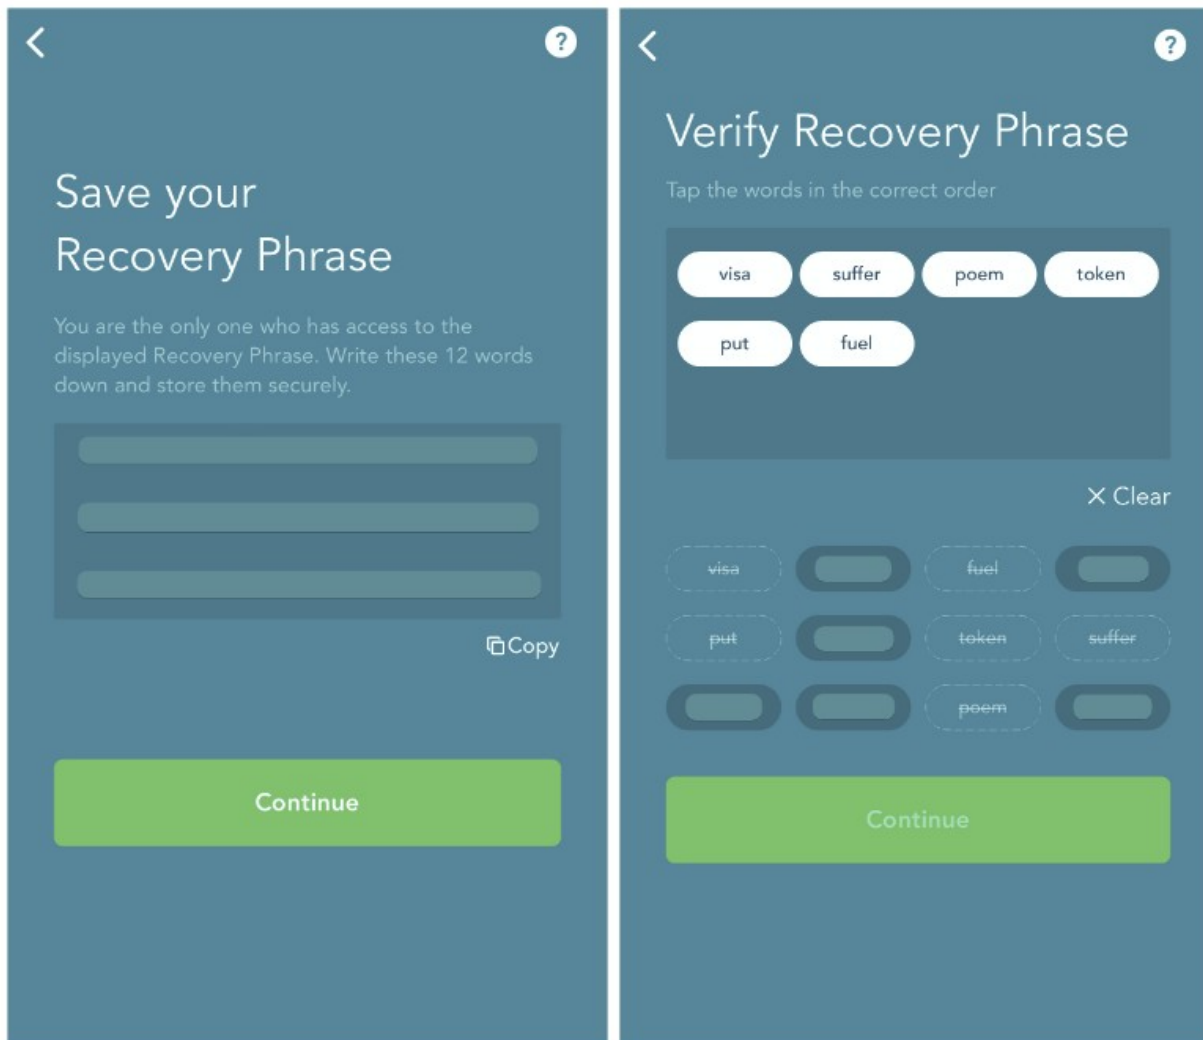 ?
Save your
Recovery Phrase
You are the only one who has access to the
displayed Recovery Phrase. Write these 12 words
down and store them securely.
Copy
Continue
?
Verify Recovery Phrase
Tap the words in the correct order
visa suffer poem token
put fuel
Clear
visa fuel
put token suffer
poem
Continue